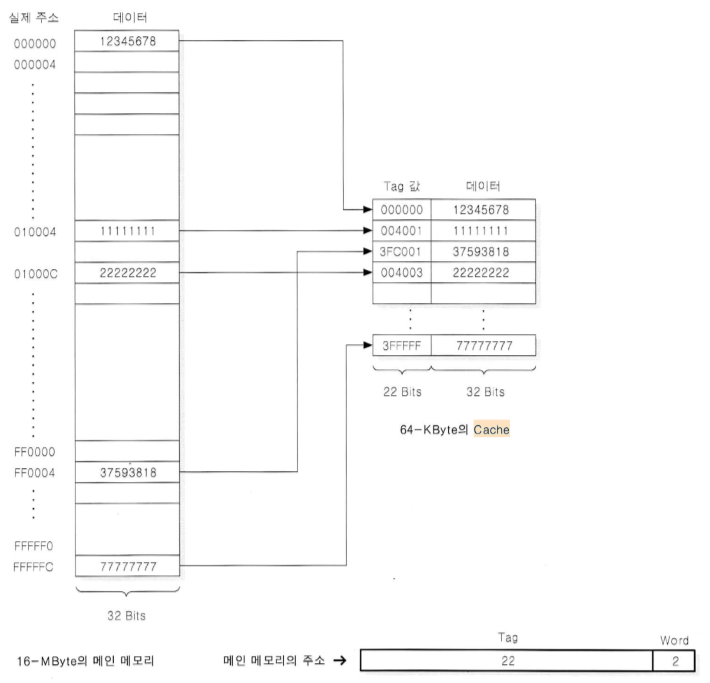 실제 주소 데이터
000000 12345678
000004
010004 11111111
01000C 22222222
FF0000
FF0004 37593818
FFFFF0
FFFFFC 77777777
32 Bits
16-MByte의 메인 메모리
Tag 값 데이터
000000 12345678
004001 11111111
3FC001 37593818
004003 22222222
3FFFFF 77777777
22 Bits 32 Bits
64-KByte의 Cache
Tag Word
메인 메모리의 주소 → 22 2